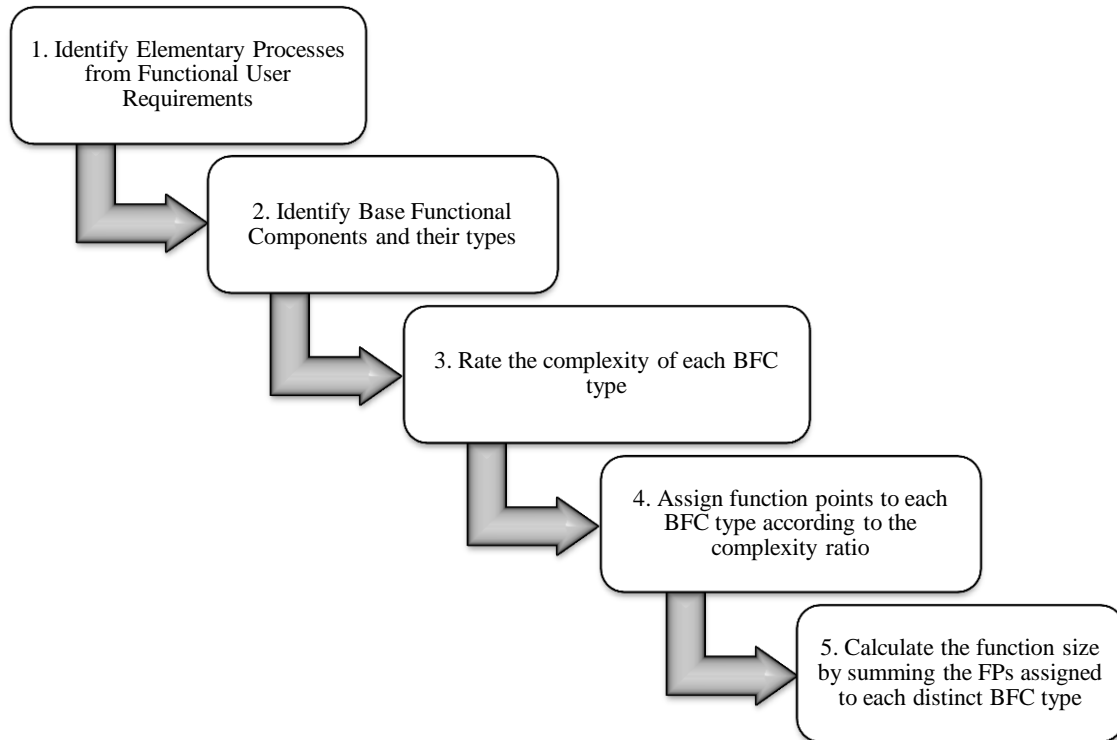 1. Identify Elementary Processes
from Functional User
Requirements
2. Identify Base Functional
Components and their types
3. Rate the complexity of each BFC
type
4. Assign function points to each
BFC type according to the
complexity ratio
5. Calculate the function size
by summing the FPs assigned
to each distinct BFC type